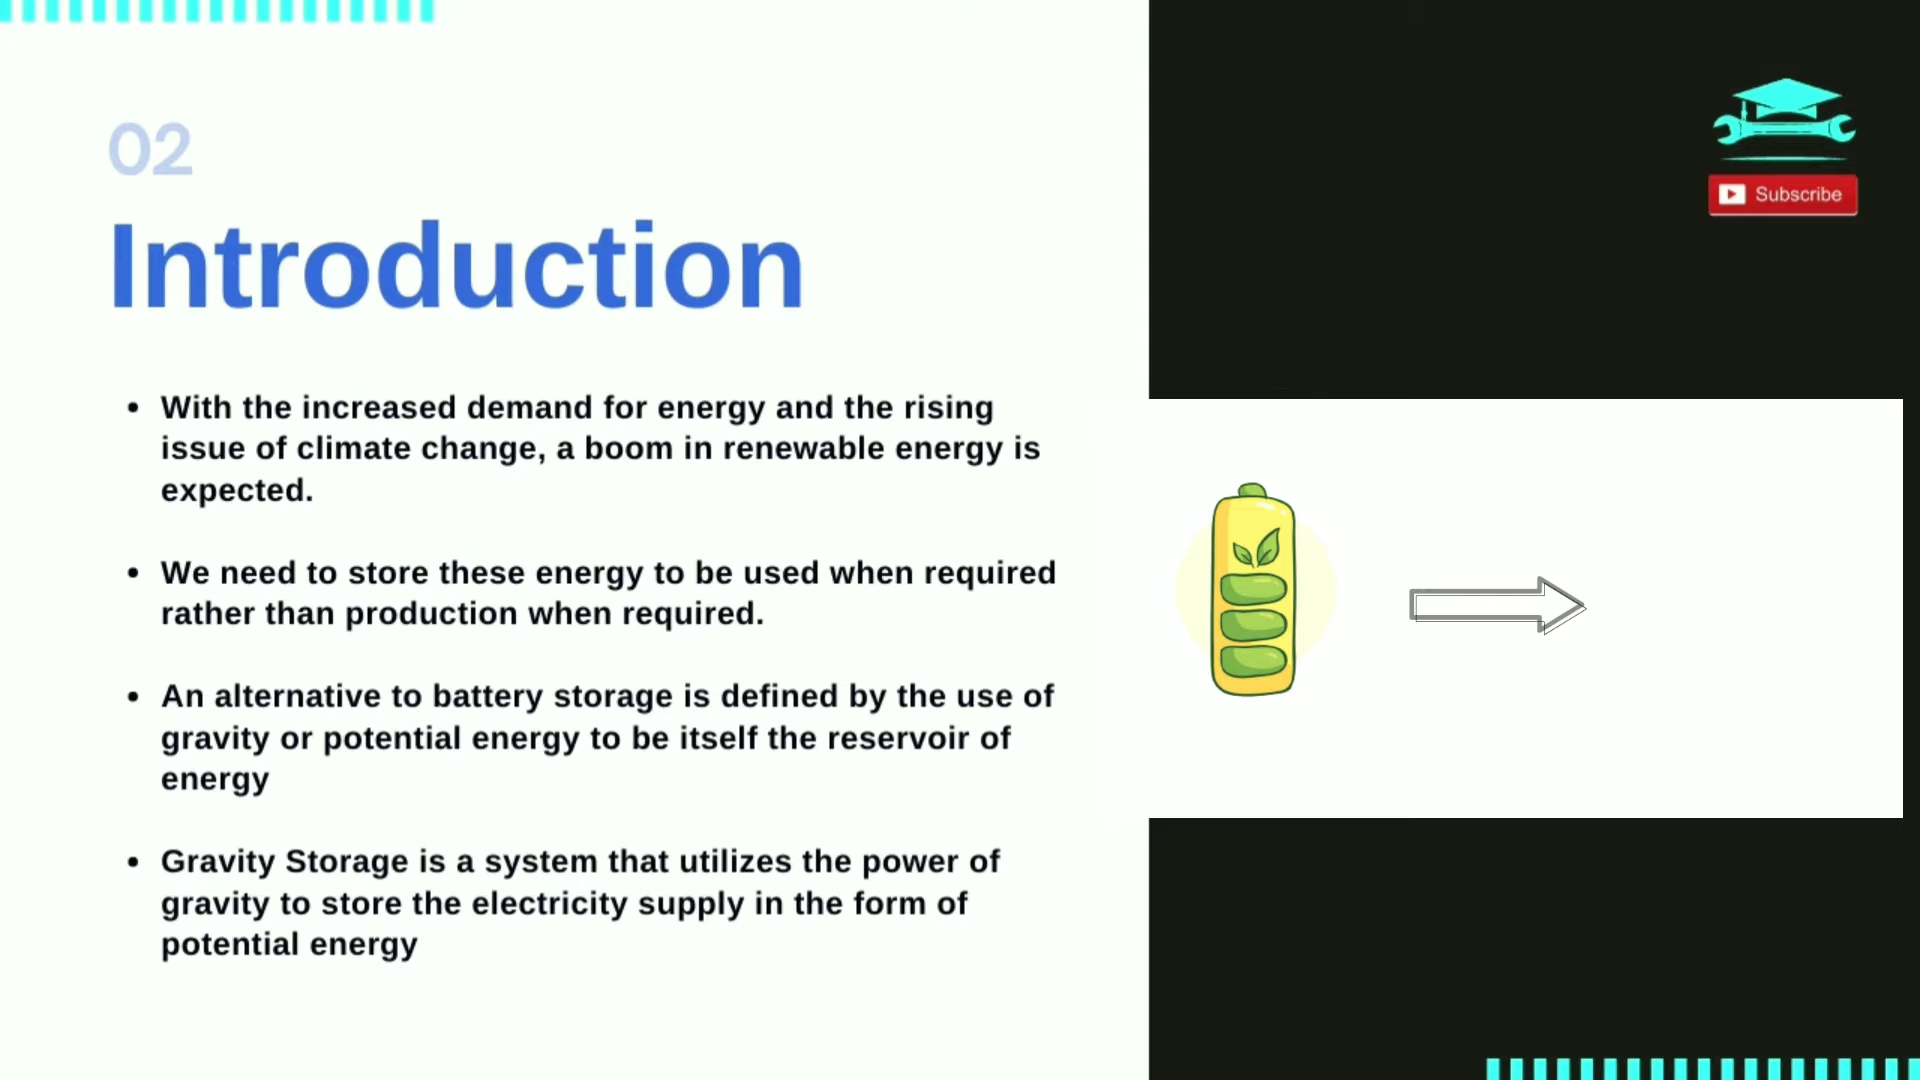 02
Introduction
• With the increased demand for energy and the rising
issue of climate change, a boom in renewable energy is
expected.
• We need to store these energy to be used when required
rather than production when required.
• An alternative to battery storage is defined by the use of
gravity or potential energy to be itself the reservoir of
energy
• Gravity Storage is a system that utilizes the power of
gravity to store the electricity supply in the form of
potential energy
Subscribe